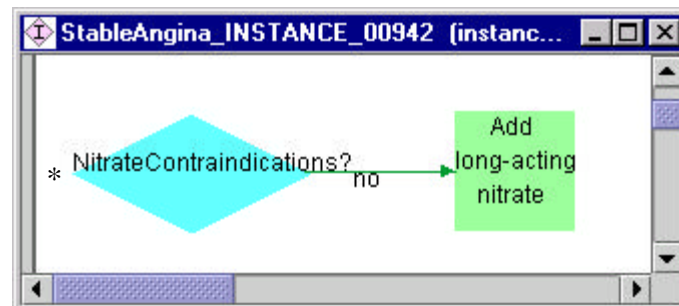 StableAngina_INSTANCE_00942 (instanc...
* NitrateContraindications?
no
Add
long-acting
nitrate